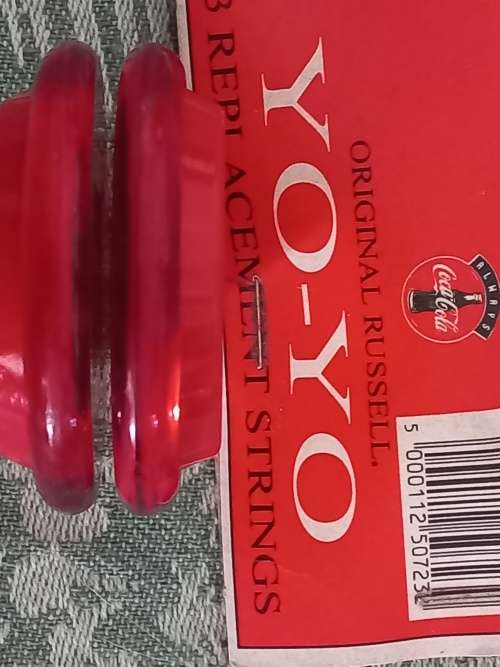 ALWAYS
Coca-Cola
ORIGINAL RUSSELL.
YO-YO
3 REPLACEMENT STRINGS
5 000112 50723